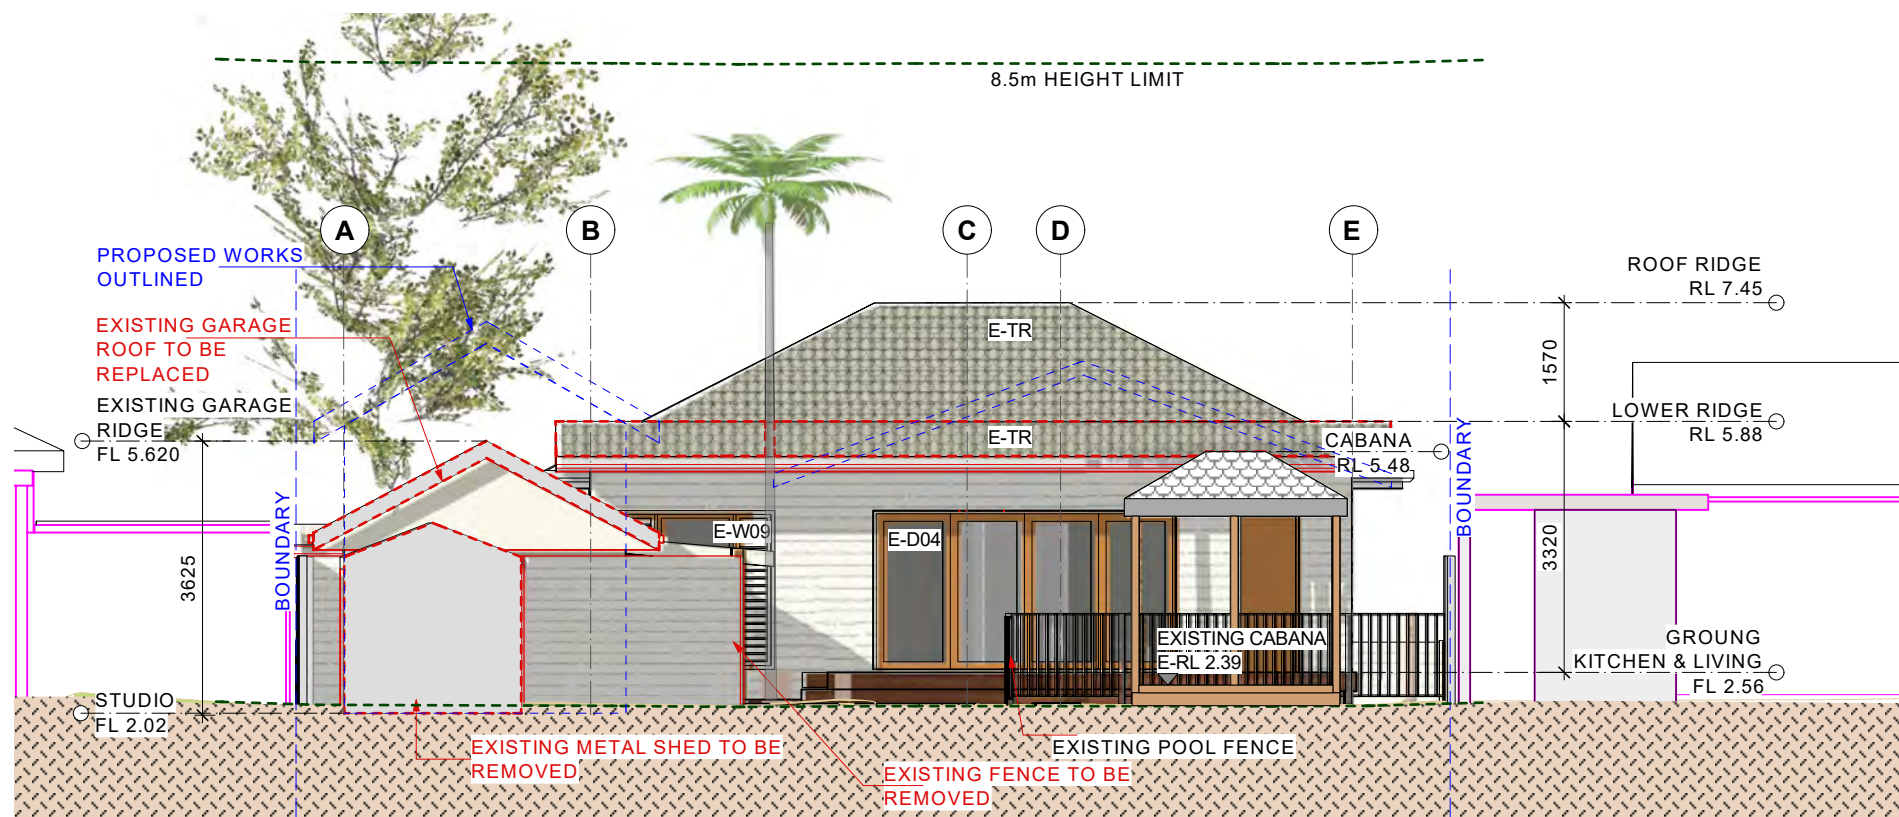 8.5m HEIGHT LIMIT
A
B
C
D
E
PROPOSED WORKS
OUTLINED
EXISTING GARAGE
ROOF TO BE
REPLACED
EXISTING GARAGE
RIDGE
FL 5.620
3625
BOUNDARY
STUDIO
FL 2.02
E-TR
E-TR
E-W09
E-D04
CABANA
RL 5.48
EXISTING CABANA
E-RL 2.39
BOUNDARY
ROOF RIDGE
RL 7.45
1570
LOWER RIDGE
RL 5.88
3320
GROUNG
KITCHEN & LIVING
FL 2.56
EXISTING METAL SHED TO BE
REMOVED
EXISTING POOL FENCE
EXISTING FENCE TO BE
REMOVED